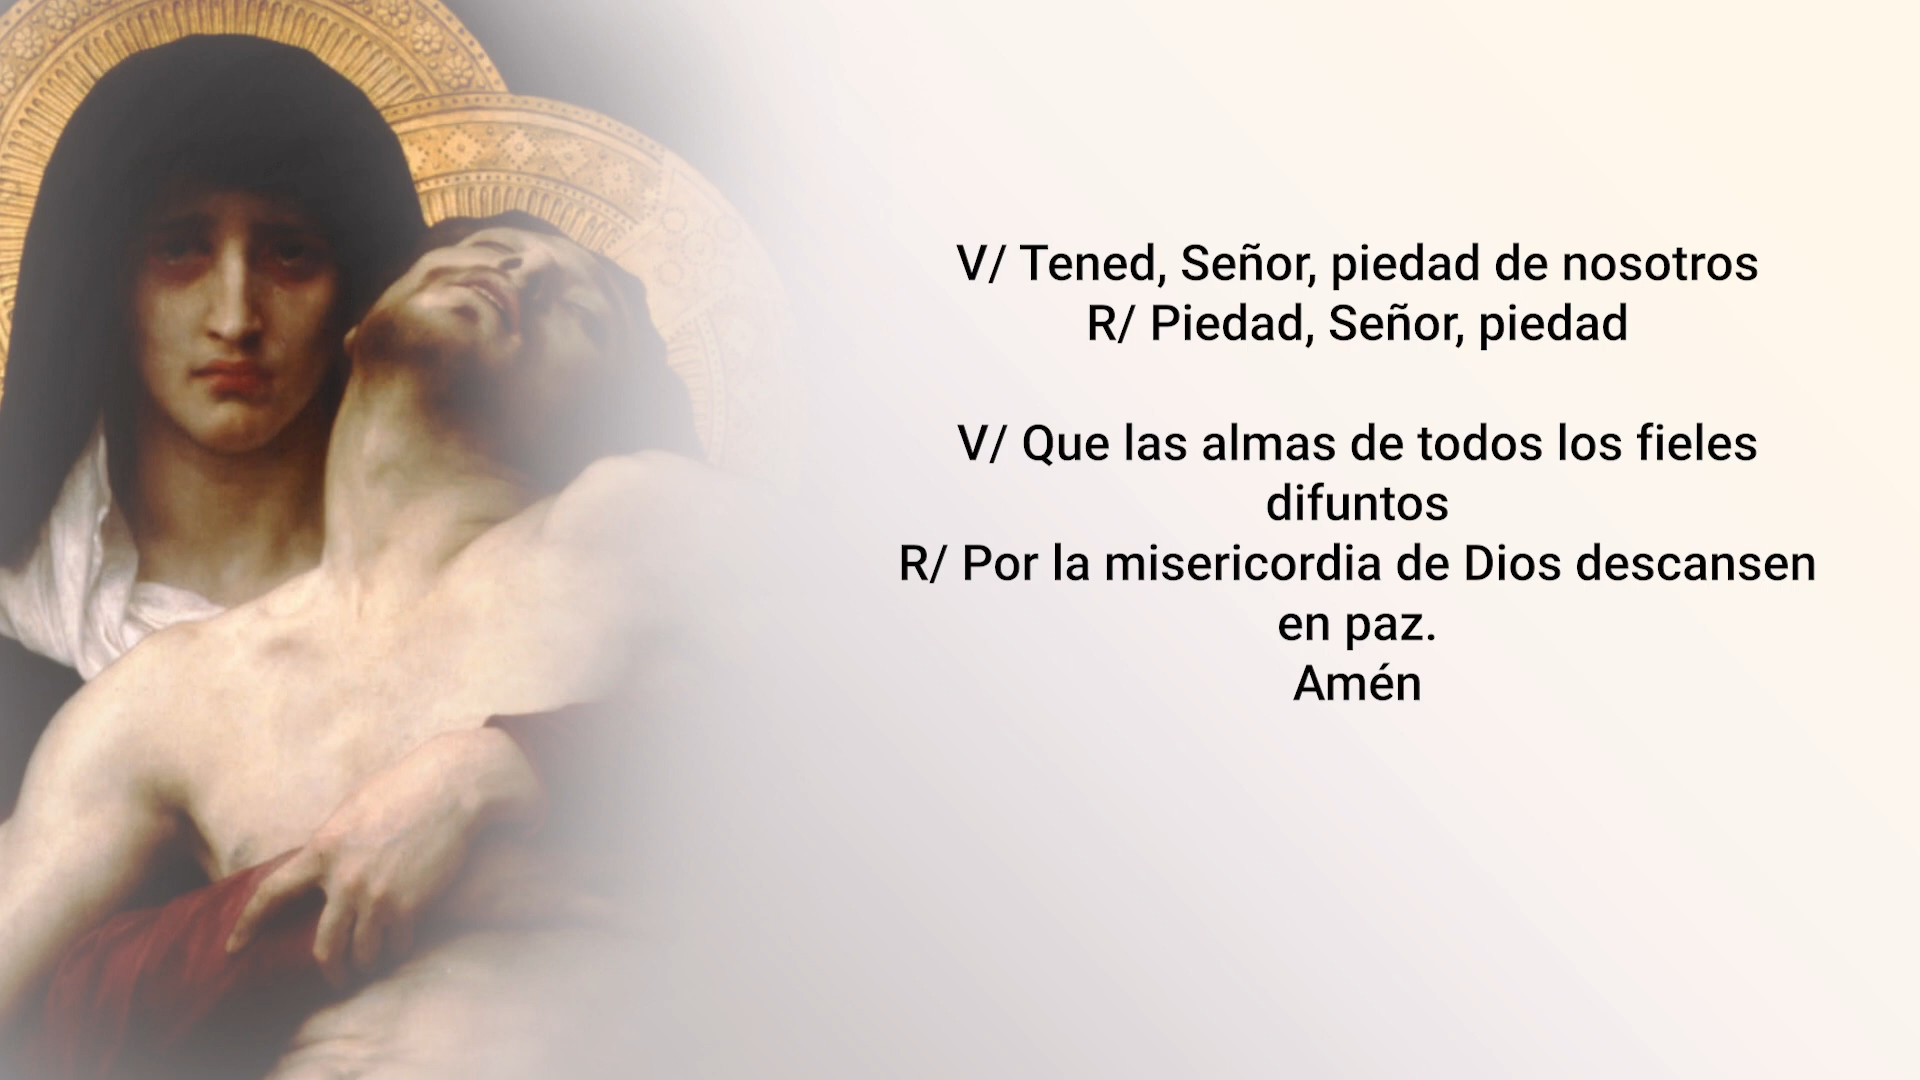 V/ Tened, Señor, piedad de nosotros
R/ Piedad, Señor, piedad
V/ Que las almas de todos los fieles
difuntos
R/ Por la misericordia de Dios descansen
en paz.
Amén